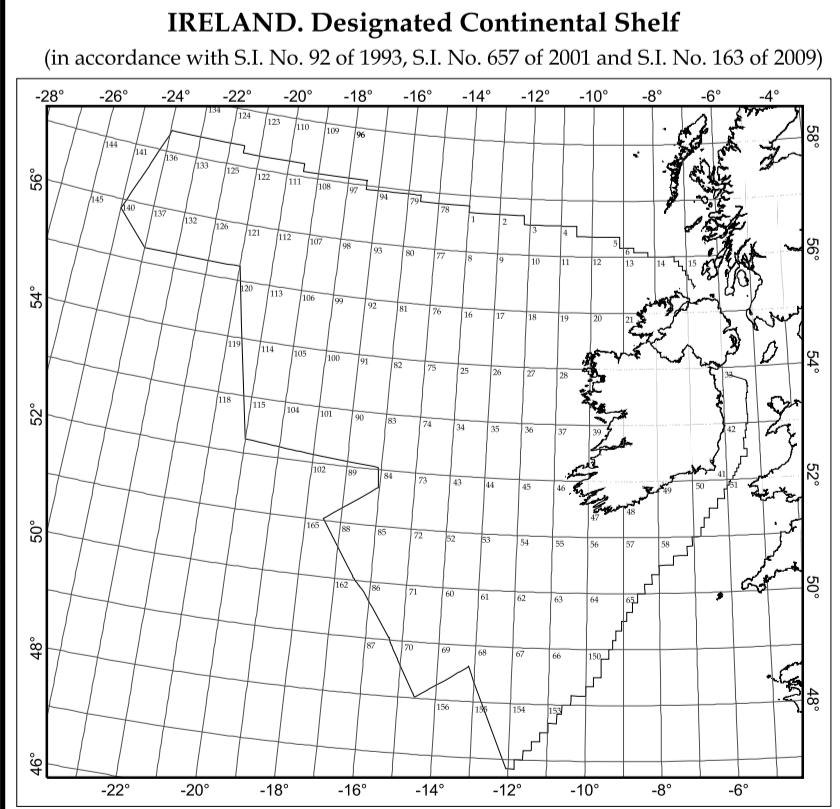 IRELAND. Designated Continental Shelf
(in accordance with S.I. No. 92 of 1993, S.I. No. 657 of 2001 and S.I. No. 163 of 2009)
-28° -26° -24° -22° -20° -18° -16° -14° -12° -10° -8° -6° -4°
134 124 123 110 109 96
58°
144 141 136 133 125 122 111 108 97 94 79 78 1 2 3 4 5 6
56°
145 140 137 132 126 121 112 107 98 93 80 77 8 9 10 11 12 13 14 15
56°
54°
120 113 106 99 92 81 76 16 17 18 19 20 21
119 114 105 100 91 82 75 25 26 27 28 33
54°
52°
118 115 104 101 90 83 74 34 35 36 37 39 42
102 89 84 73 43 44 45 46 47 48 49 50 41 51
52°
50°
165 88 85 72 52 53 54 55 56 57 58
162 86 71 60 61 62 63 64 65
50°
48°
87 70 69 68 67 66 150
156 155 154 153
48°
46°
-22° -20° -18° -16° -14° -12° -10° -8° -6°